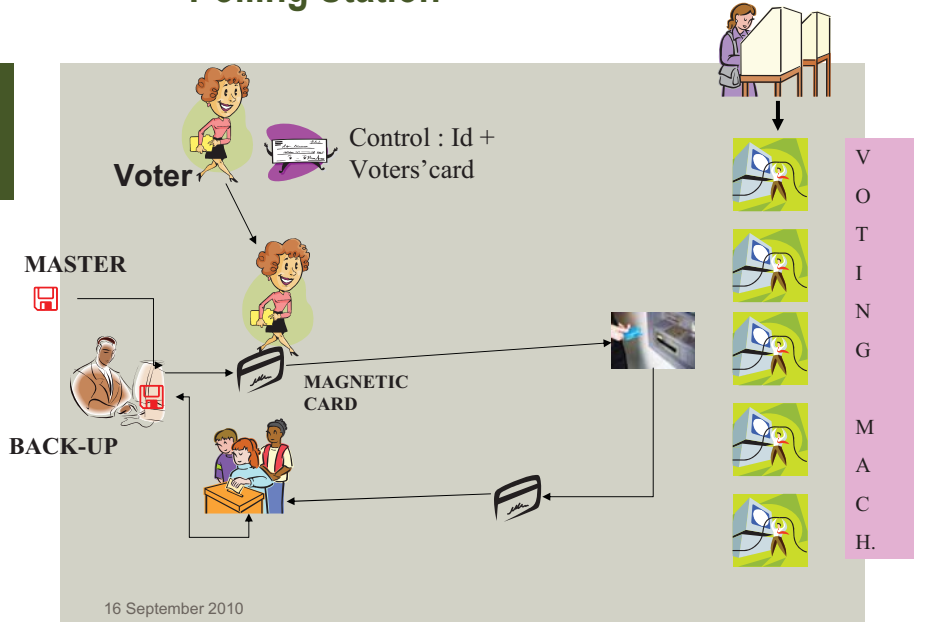 Polling Station
Control : Id +
Voters'card
Voter
MASTER
MAGNETIC
CARD
BACK-UP
V
O
T
I
N
G
M
A
C
H.
16 September 2010